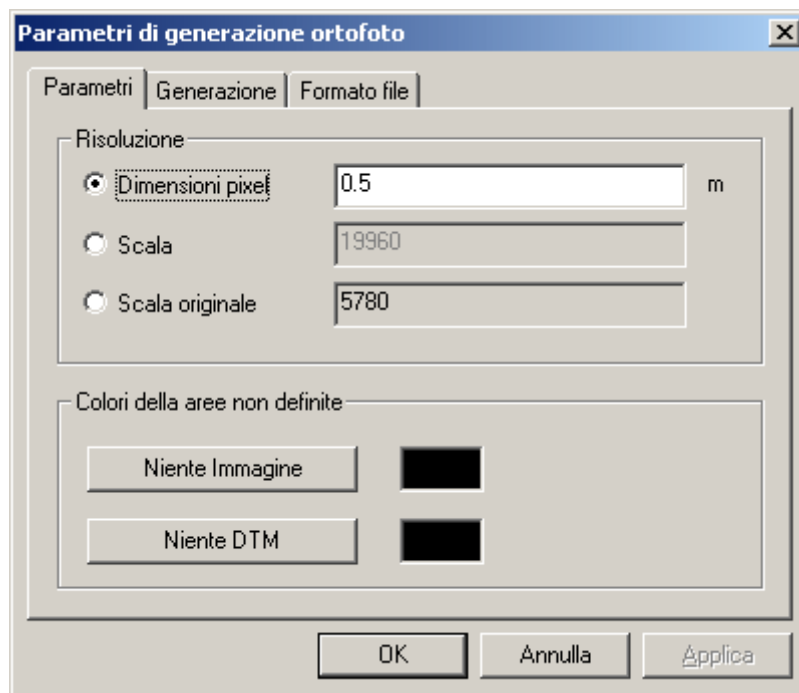 Parametri di generazione ortofoto
Parametri Generazione Formato file
Risoluzione
Dimensioni pixel 0.5 m
Scala 19960
Scala originale 5780
Colori della aree non definite
Niente Immagine
Niente DTM
OK Annulla Applica